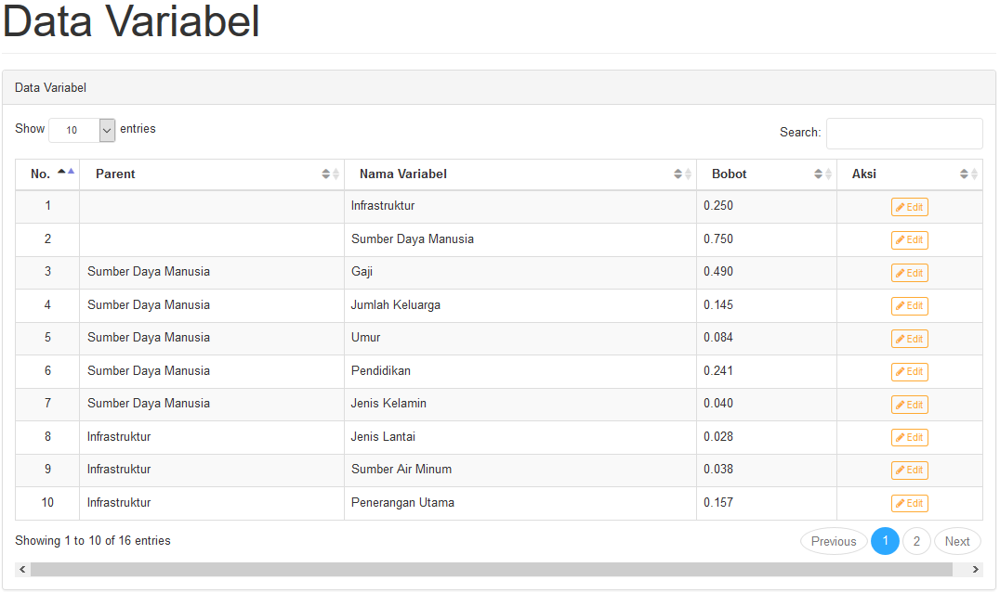 Data Variabel
Data Variabel
Show 10 entries
Search:
No. Parent Nama Variabel Bobot Aksi
1 Infrastruktur 0.250 Edit
2 Sumber Daya Manusia 0.750 Edit
3 Sumber Daya Manusia Gaji 0.490 Edit
4 Sumber Daya Manusia Jumlah Keluarga 0.145 Edit
5 Sumber Daya Manusia Umur 0.084 Edit
6 Sumber Daya Manusia Pendidikan 0.241 Edit
7 Sumber Daya Manusia Jenis Kelamin 0.040 Edit
8 Infrastruktur Jenis Lantai 0.028 Edit
9 Infrastruktur Sumber Air Minum 0.038 Edit
10 Infrastruktur Penerangan Utama 0.157 Edit
Showing 1 to 10 of 16 entries
Previous 1 2 Next